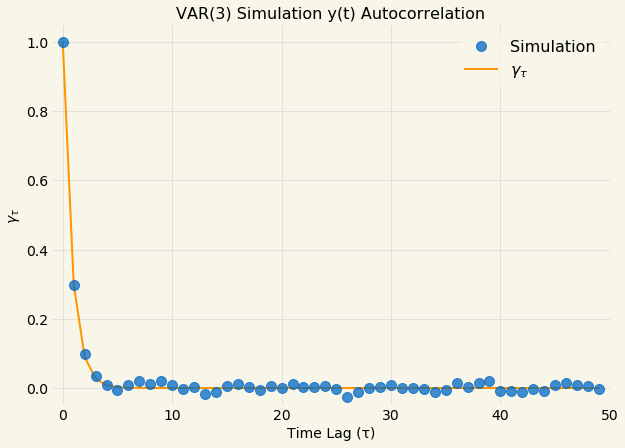 VAR(3) Simulation y(t) Autocorrelation
Simulation
γτ
γτ
1.0
0.8
0.6
0.4
0.2
0.0
0 10 20 30 40 50
Time Lag (τ)